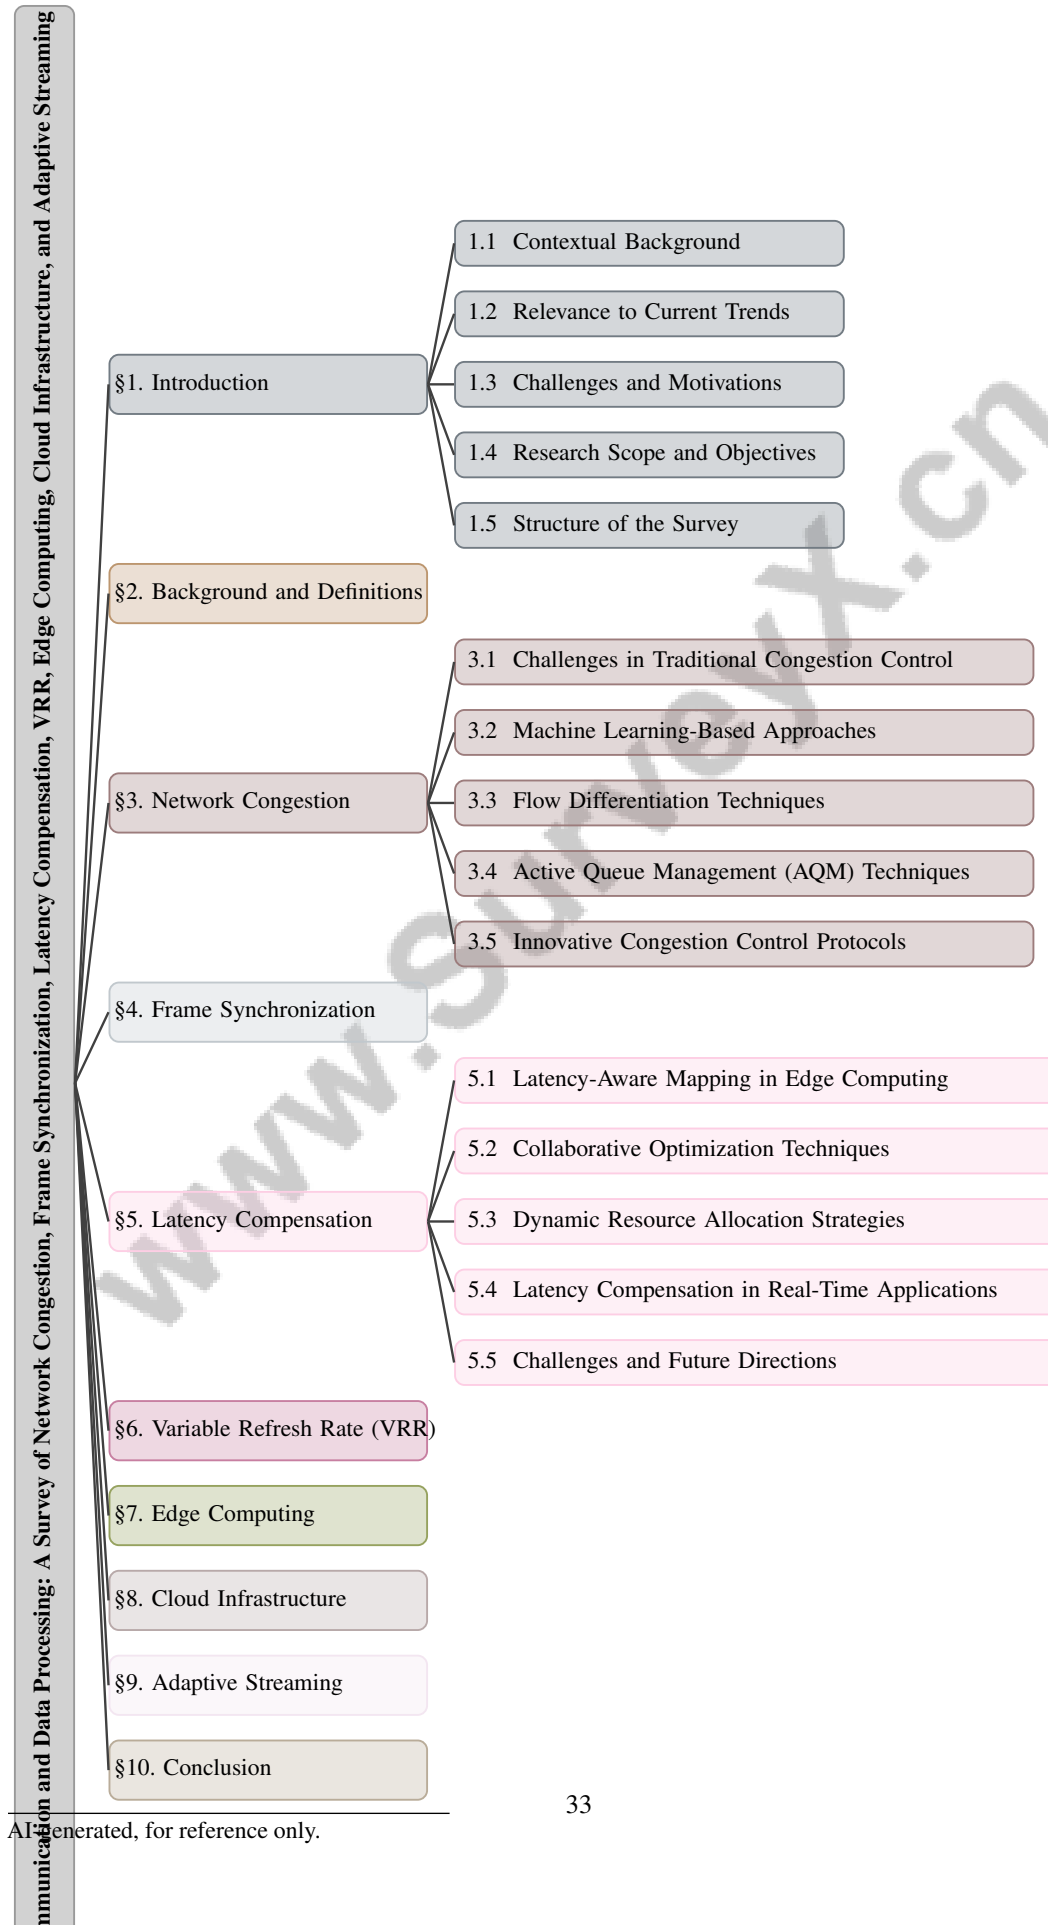 mmunication and Data Processing: A Survey of Network Congestion, Frame Synchronization, Latency Compensation, VRR, Edge Computing, Cloud Infrastructure, and Adaptive Streaming
§1. Introduction
1.1 Contextual Background
1.2 Relevance to Current Trends
1.3 Challenges and Motivations
1.4 Research Scope and Objectives
1.5 Structure of the Survey
§2. Background and Definitions
§3. Network Congestion
3.1 Challenges in Traditional Congestion Control
3.2 Machine Learning-Based Approaches
3.3 Flow Differentiation Techniques
3.4 Active Queue Management (AQM) Techniques
3.5 Innovative Congestion Control Protocols
§4. Frame Synchronization
§5. Latency Compensation
5.1 Latency-Aware Mapping in Edge Computing
5.2 Collaborative Optimization Techniques
5.3 Dynamic Resource Allocation Strategies
5.4 Latency Compensation in Real-Time Applications
5.5 Challenges and Future Directions
§6. Variable Refresh Rate (VRR)
§7. Edge Computing
§8. Cloud Infrastructure
§9. Adaptive Streaming
§10. Conclusion
33
AI generated, for reference only.
www.SurveyX.cn